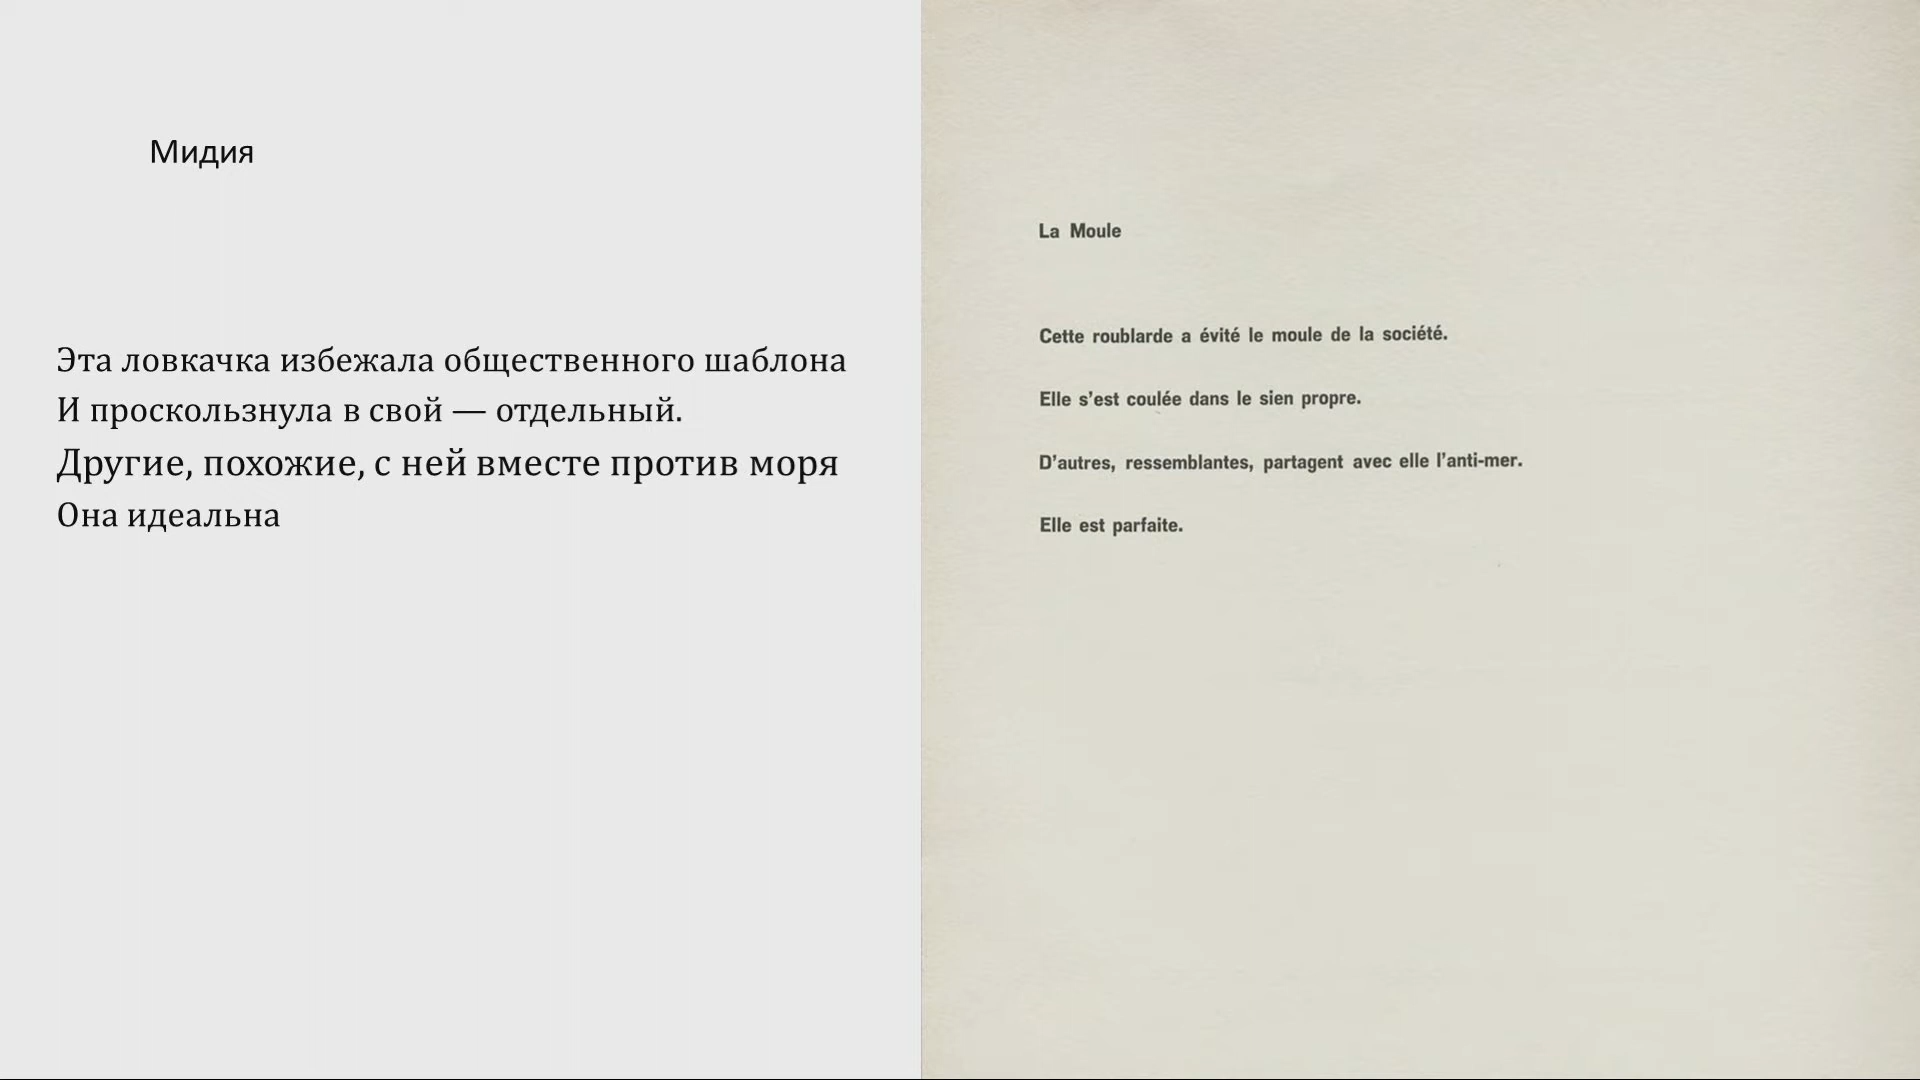 Мидия
Эта ловкачка избежала общественного шаблона
И проскользнула в свой — отдельный.
Другие, похожие, с ней вместе против моря
Она идеальна
La Moule
Cette roublarde a évité le moule de la société.
Elle s’est coulée dans le sien propre.
D’autres, ressemblantes, partagent avec elle l’anti-mer.
Elle est parfaite.